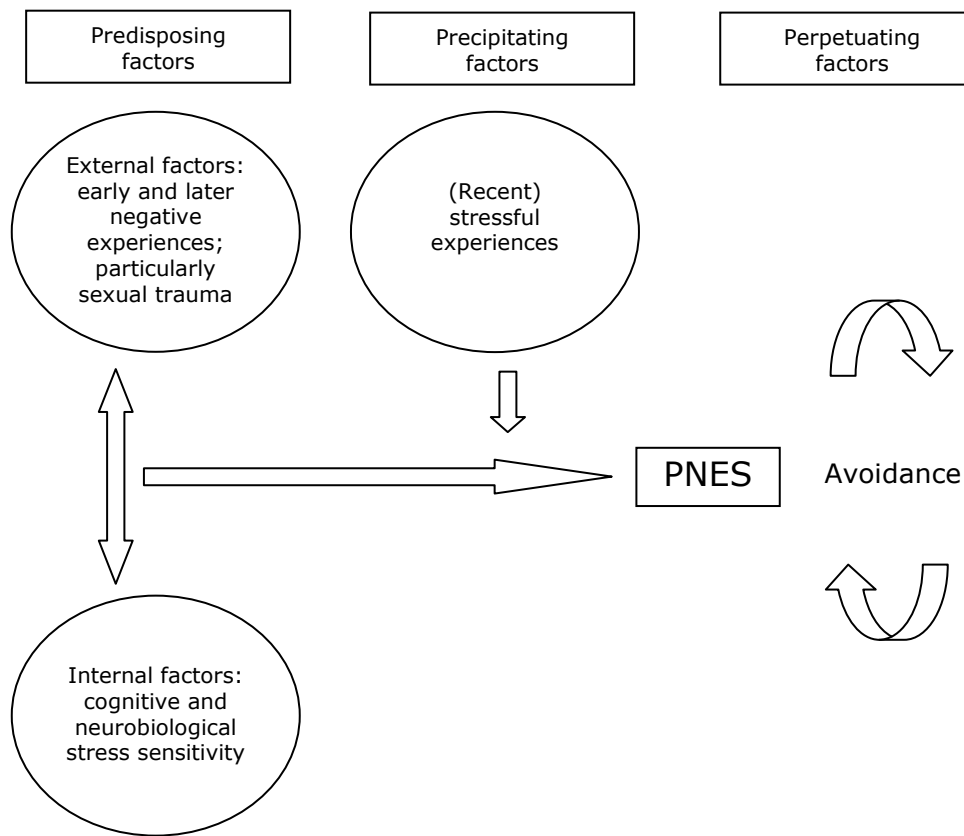 Predisposing
factors
Precipitating
factors
Perpetuating
factors
External factors:
early and later
negative
experiences;
particularly
sexual trauma
(Recent)
stressful
experiences
PNES
Avoidance
Internal factors:
cognitive and
neurobiological
stress sensitivity